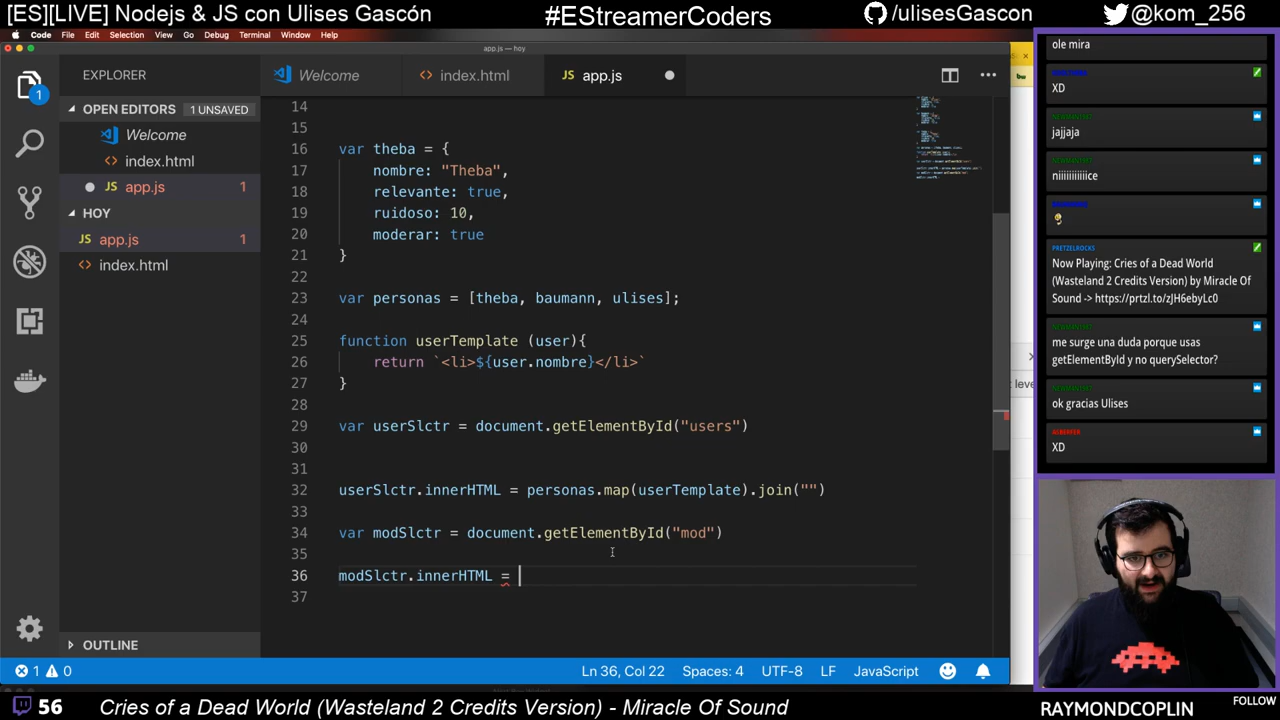 [ES][LIVE] Nodejs & JS con Ulises Gascón
#EStreamerCoders
/ulisesGascon
@kom_256
Code File Edit Selection View Go Debug Terminal Window Help
app.js — hoy
EXPLORER
OPEN EDITORS 1 UNSAVED
Welcome
index.html
app.js 1
HOY
app.js 1
index.html
OUTLINE
Welcome
index.html
JS app.js
14
15
16 var theba = {
17 nombre: "Theba",
18 relevante: true,
19 ruidoso: 10,
20 moderar: true
21 }
22
23 var personas = [theba, baumann, ulises];
24
25 function userTemplate (user){
26 return `<li>${user.nombre}</li>`
27 }
28
29 var userSlctr = document.getElementById("users")
30
31
32 userSlctr.innerHTML = personas.map(userTemplate).join("")
33
34 var modSlctr = document.getElementById("mod")
35
36 modSlctr.innerHTML =
37
1 0
Ln 36, Col 22 Spaces: 4 UTF-8 LF JavaScript
ole mira
XD
jajjaja
niiiiiiiiiiice
PRETZELROCKS
Now Playing: Cries of a Dead World
(Wasteland 2 Credits Version) by Miracle Of
Sound -> https://prtzl.to/zJH6ebyLc0
me surge una duda porque usas
getElementById y no querySelector?
ok gracias Ulises
XD
56
Cries of a Dead World (Wasteland 2 Credits Version) - Miracle Of Sound
RAYMONDCOPLIN
FOLLOW